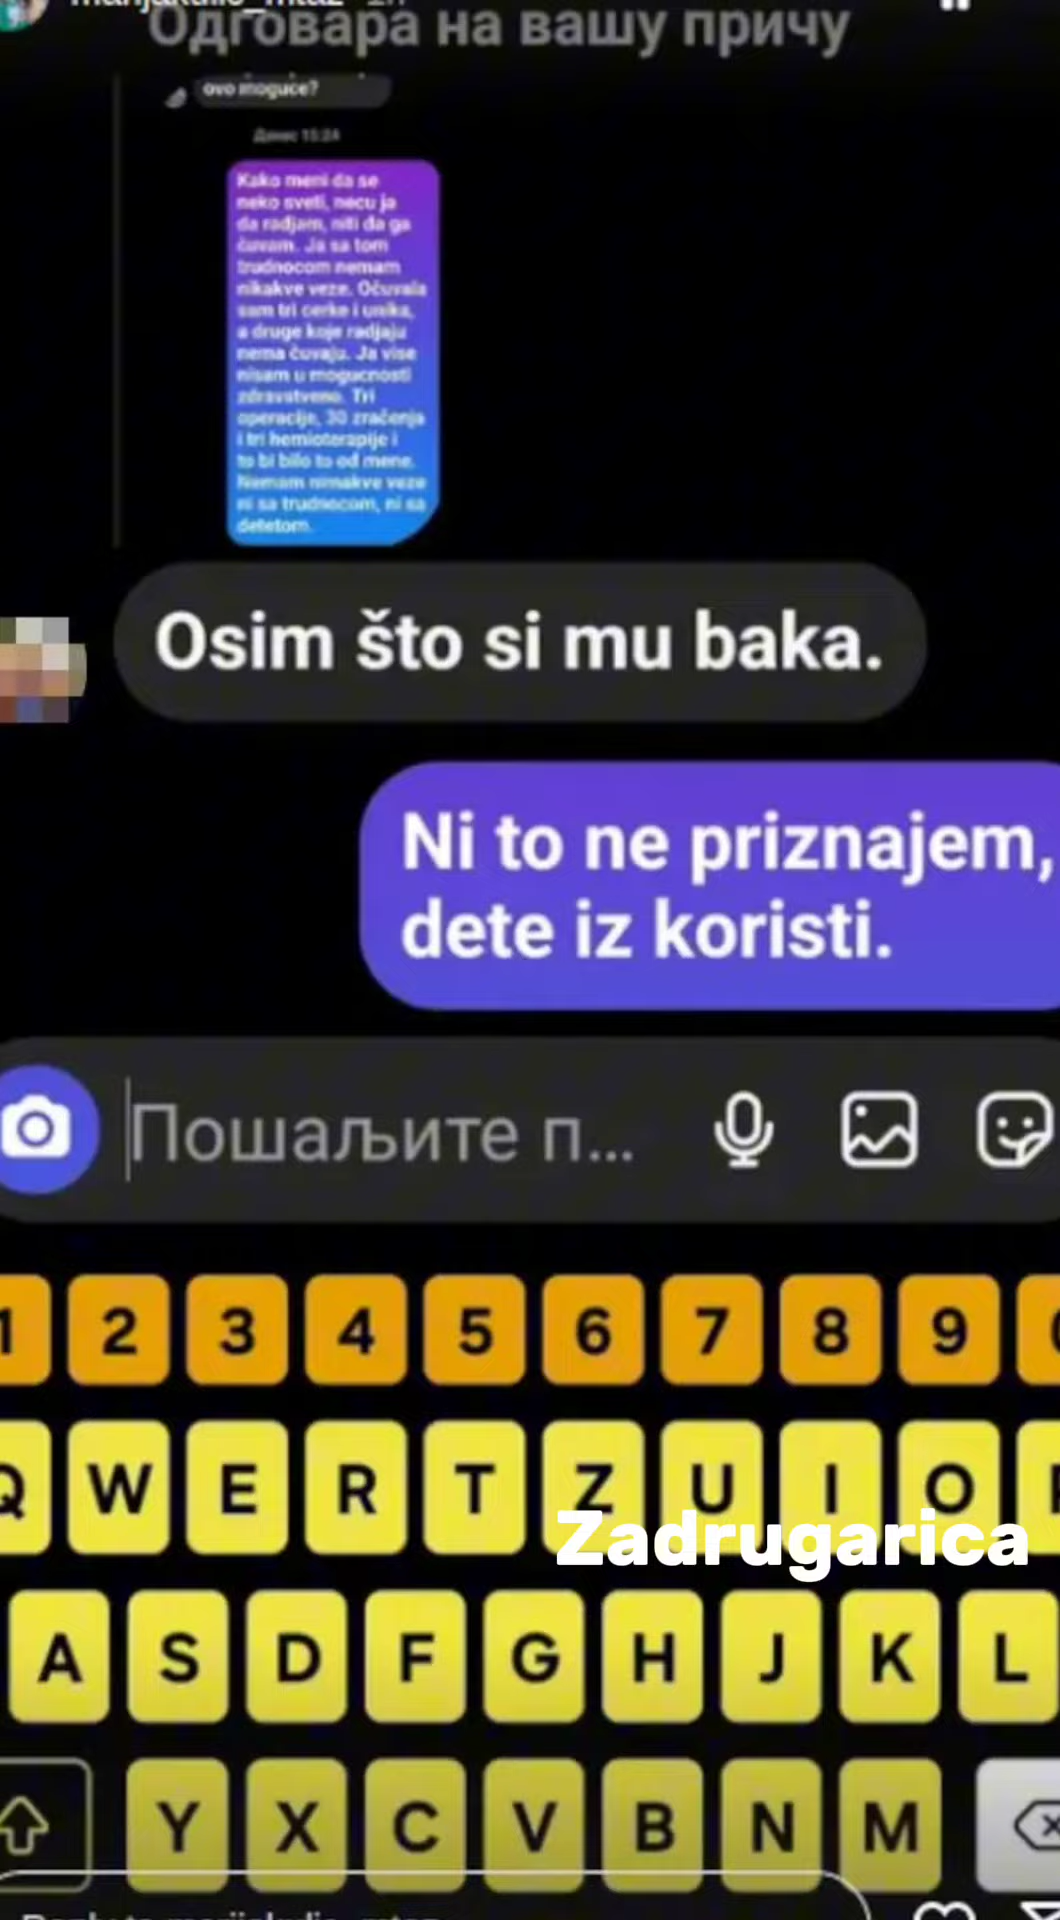 Одговара на вашу причу
ovo moguće?
Данас 15:24
Kako meni da se
neko sveti, necu ja
da radjam, niti da ga
čuvam. Ja sa tom
trudnocom nemam
nikakve veze. Očuvala
sam tri cerke i unika,
a druge koje radjaju
nema čuvaju. Ja vise
nisam u mogucnosti
zdravstveno. Tri
operacije, 30 zračenja
i tri hemioterapije i
to bi bilo to od mene.
Nemam nimakve veze
ni sa trudnocom, ni sa
detetom.
Osim što si mu baka.
Ni to ne priznajem,
dete iz koristi.
Пошаљите п...
1 2 3 4 5 6 7 8 9
Q W E R T Z U I O
Zadrugarica
A S D F G H J K L
Y X C V B N M